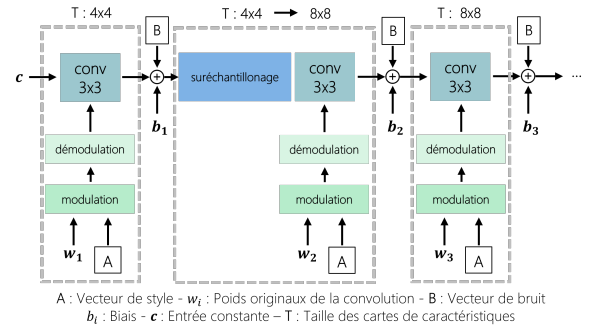 T : 4x4
T : 4x4 → 8x8
T : 8x8
B
B
B
c
conv
3x3
suréchantillonage
conv
3x3
conv
3x3
...
b₁
b₂
b₃
démodulation
démodulation
démodulation
modulation
modulation
modulation
w₁
A
w₂
A
w₃
A
A : Vecteur de style - wᵢ : Poids originaux de la convolution - B : Vecteur de bruit
bᵢ : Biais - c : Entrée constante – T : Taille des cartes de caractéristiques